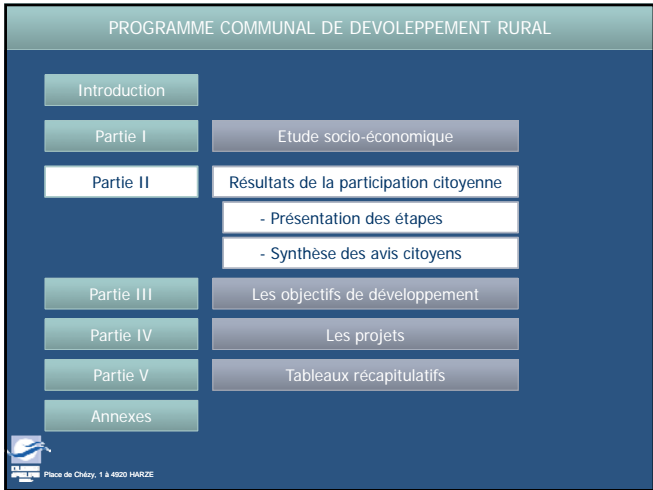 PROGRAMME COMMUNAL DE DEVOLEPPEMENT RURAL
Introduction
Partie I Etude socio-économique
Partie II Résultats de la participation citoyenne
- Présentation des étapes
- Synthèse des avis citoyens
Partie III Les objectifs de développement
Partie IV Les projets
Partie V Tableaux récapitulatifs
Annexes
Place de Chézy, 1 à 4920 HARZE